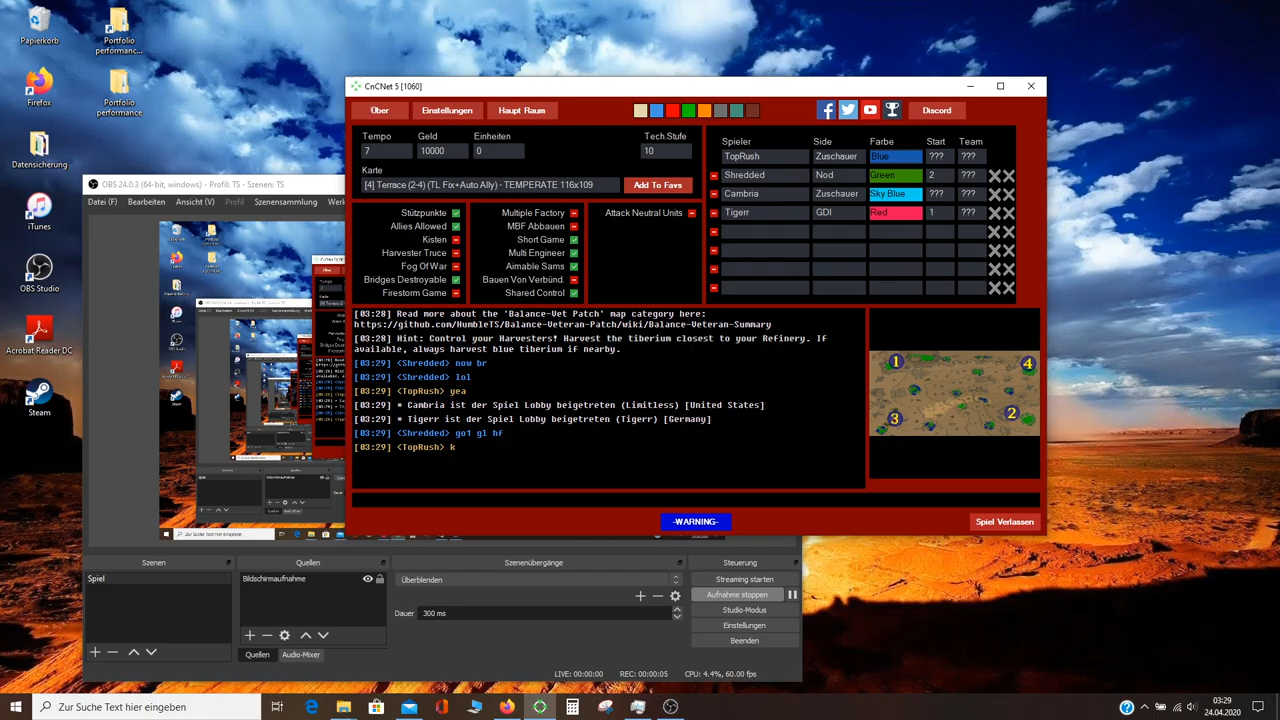 Papierkorb
Portfolio
performanc...
Firefox
Portfolio
performance
Datensicherung
iTunes
OBS Studio
Acrobat Reader DC
Steam
CnCNet 5 [1060]
Über
Einstellungen
Haupt Raum
Discord
Tempo
Geld
Einheiten
Tech.Stufe
7
10000
0
10
Karte
[4] Terrace (2-4) (TL Fix+Auto Ally) - TEMPERATE 116x109
Add To Favs
Stützpunkte
Allies Allowed
Kisten
Harvester Truce
Fog Of War
Bridges Destroyable
Firestorm Game
Multiple Factory
MBF Abbauen
Short Game
Multi Engineer
Aimable Sams
Bauen Von Verbünd.
Shared Control
Attack Neutral Units
Spieler Side Farbe Start Team
TopRush Zuschauer Blue ??? ???
Shredded Nod Green 2 ???
Cambria Zuschauer Sky Blue ??? ???
Tigerr GDI Red 1 ???
[03:28] Read more about the 'Balance-Vet Patch' map category here:
https://github.com/HumbleTS/Balance-Veteran-Patch/wiki/Balance-Veteran-Summary
[03:28] Hint: Control your Harvesters! Harvest the tiberium closest to your Refinery. If
available, always harvest blue tiberium if nearby.
[03:29] <Shredded> now br
[03:29] <Shredded> lol
[03:29] <TopRush> yea
[03:29] * Cambria ist der Spiel Lobby beigetreten (Limitless) [United States]
[03:29] * Tigerr ist der Spiel Lobby beigetreten (Tigerr) [Germany]
[03:29] <Shredded> go1 gl hf
[03:29] <TopRush> k
1
4
3
2
-WARNING-
Spiel Verlassen
OBS 24.0.3 (64-bit, windows) - Profil: TS - Szenen: TS
Datei (F)
Bearbeiten
Ansicht (V)
Profil
Szenensammlung
Szenen
Quellen
Szenenübergänge
Steuerung
Spiel
Bildschirmaufnahme
Überblenden
Dauer
300 ms
Streaming starten
Aufnahme stoppen
Studio-Modus
Einstellungen
Beenden
Quellen
Audio-Mixer
LIVE: 00:00:00
REC: 00:00:05
CPU: 4.4%, 60.00 fps
Zur Suche Text hier eingeben
03:29
24.04.2020